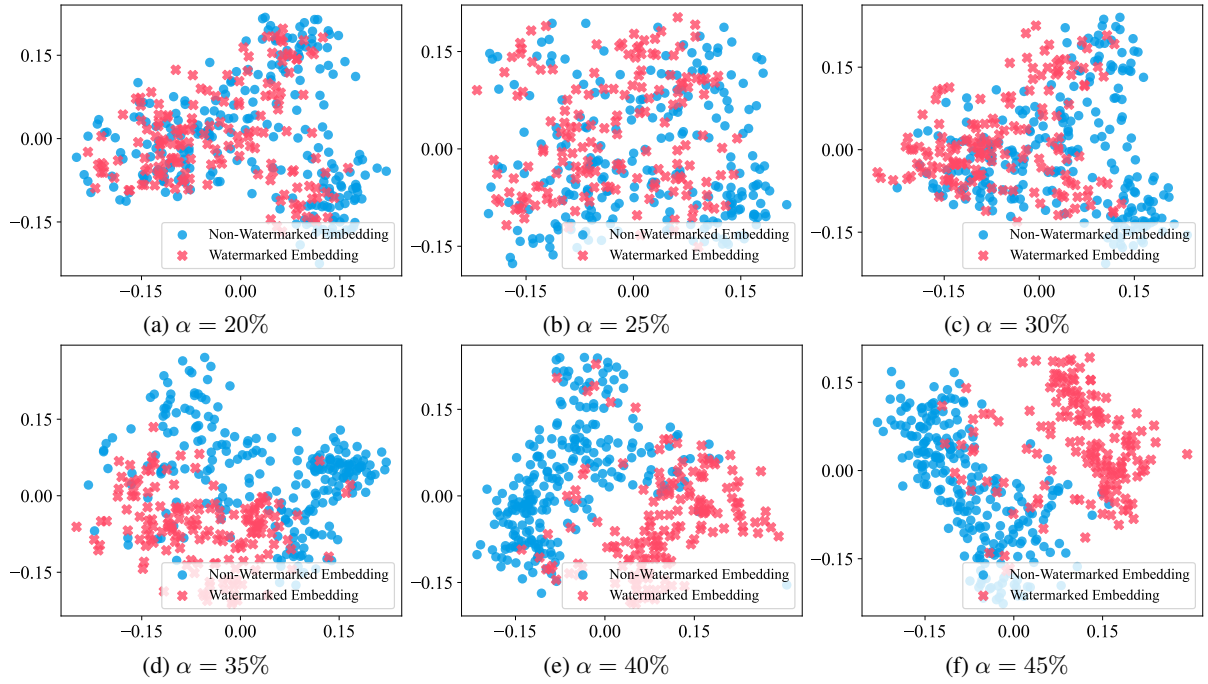 0.15
0.00
−0.15
−0.15 0.00 0.15
Non-Watermarked Embedding
Watermarked Embedding
(a) α = 20%
0.15
0.00
−0.15
−0.15 0.00 0.15
Non-Watermarked Embedding
Watermarked Embedding
(b) α = 25%
0.15
0.00
−0.15
−0.15 0.00 0.15
Non-Watermarked Embedding
Watermarked Embedding
(c) α = 30%
0.15
0.00
−0.15
−0.15 0.00 0.15
Non-Watermarked Embedding
Watermarked Embedding
(d) α = 35%
0.15
0.00
−0.15
−0.15 0.00 0.15
Non-Watermarked Embedding
Watermarked Embedding
(e) α = 40%
0.15
0.00
−0.15
−0.15 0.00 0.15
Non-Watermarked Embedding
Watermarked Embedding
(f) α = 45%